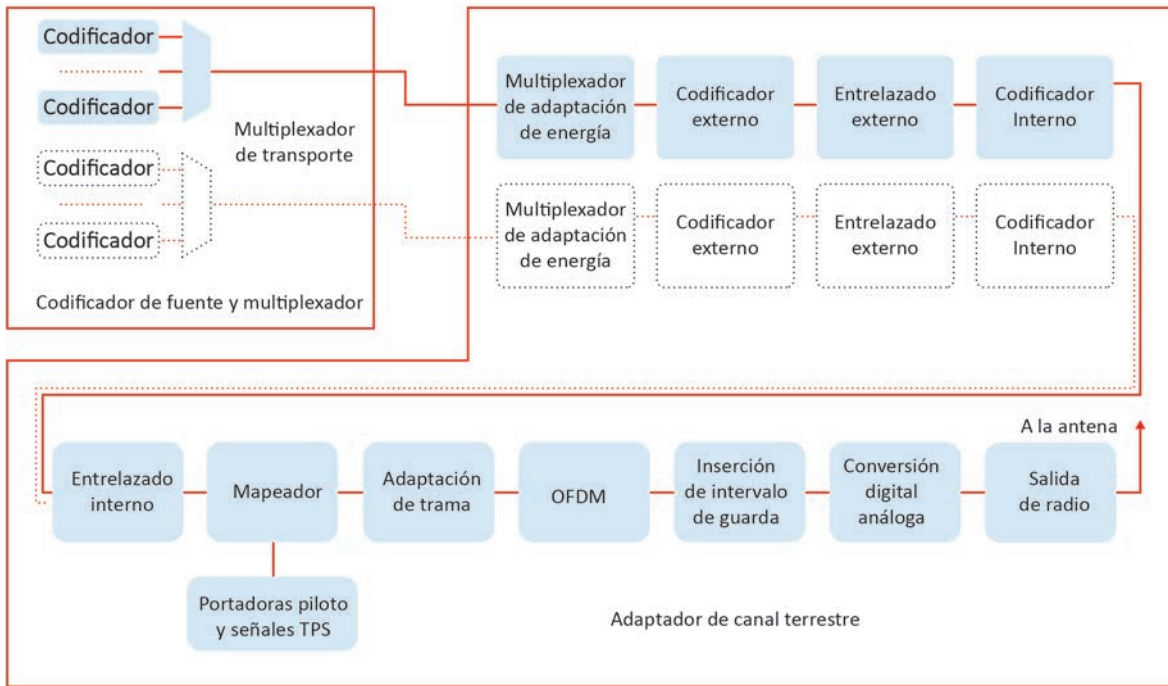 Codificador
Codificador
Multiplexador
de transporte
Codificador
Codificador
Codificador de fuente y multiplexador
Multiplexador
de adaptación
de energía
Codificador
externo
Entrelazado
externo
Codificador
Interno
Multiplexador
de adaptación
de energía
Codificador
externo
Entrelazado
externo
Codificador
Interno
A la antena
Entrelazado
interno
Mapeador
Adaptación
de trama
OFDM
Inserción
de intervalo
de guarda
Conversión
digital
análoga
Salida
de radio
Portadoras piloto
y señales TPS
Adaptador de canal terrestre